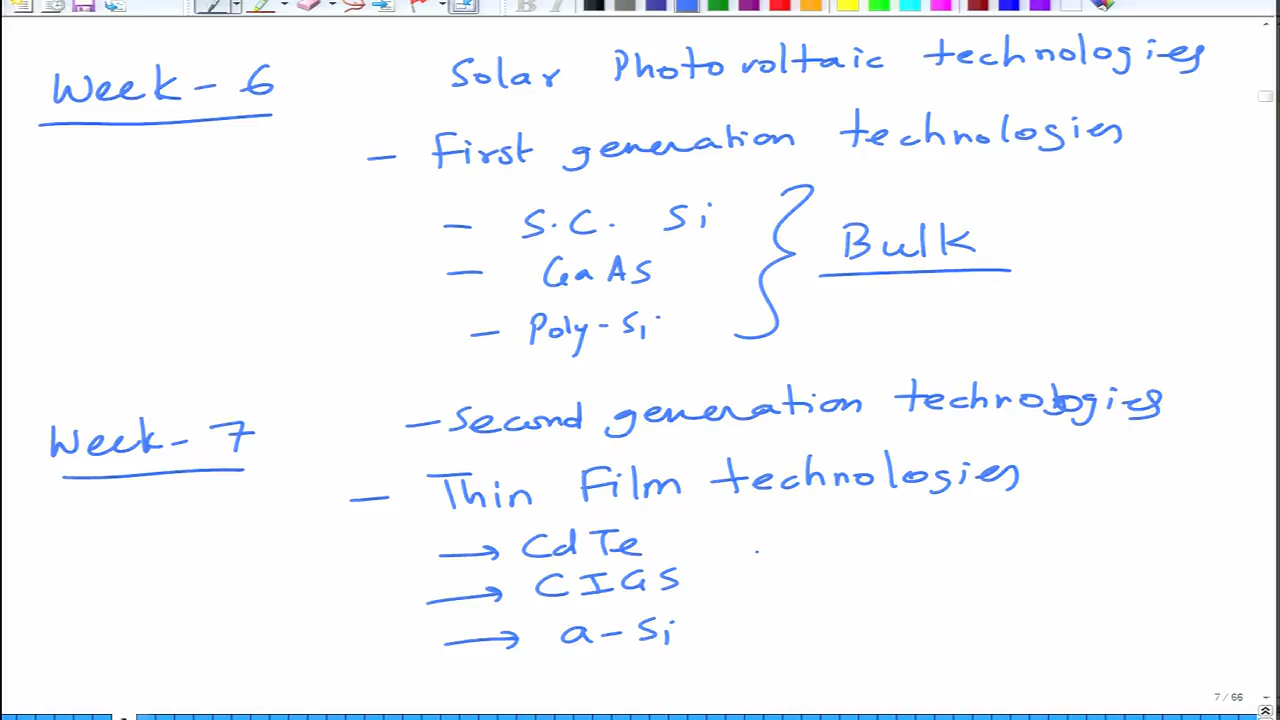 Week - 6 Solar Photovoltaic technologies
- First generation technologies
- S.C. Si
- GaAs
- Poly-Si
Bulk
Week - 7 - Second generation technologies
- Thin Film technologies
→ CdTe
→ CIGS
→ a-Si
7 / 66